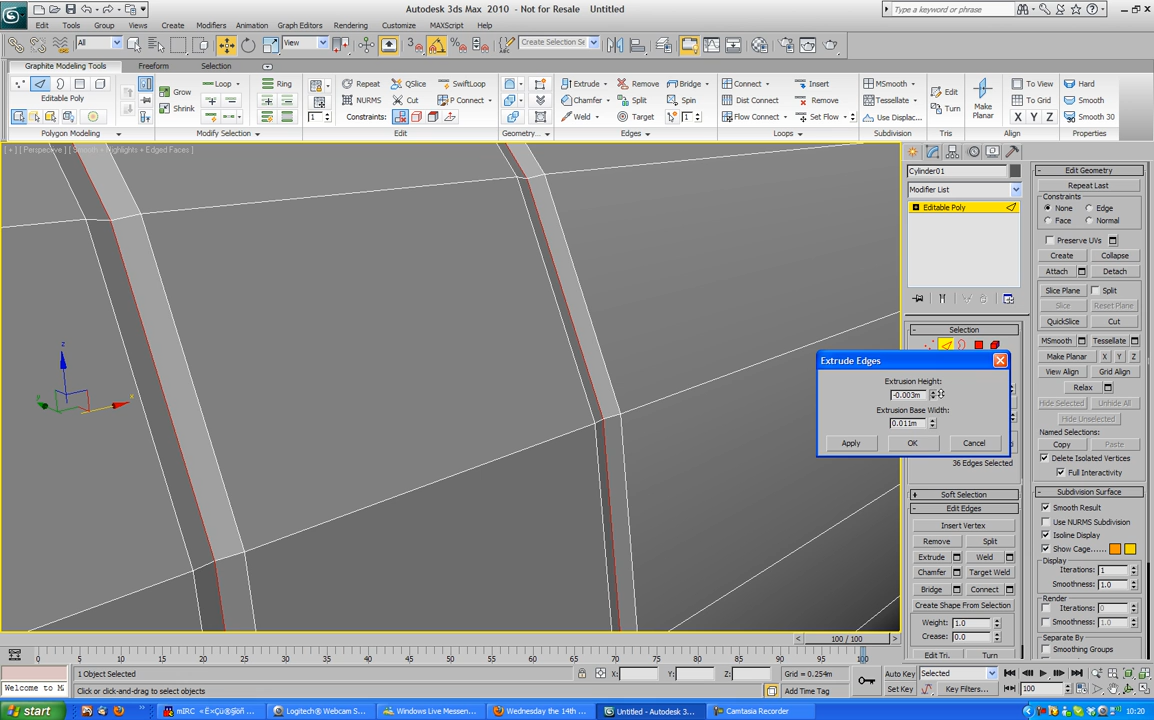 Autodesk 3ds Max 2010 - Not for Resale Untitled
Type a keyword or phrase
Edit Tools Group Views Create Modifiers Animation Graph Editors Rendering Customize MAXScript Help
All View Create Selection Se
Graphite Modeling Tools Freeform Selection
Loop Ring Repeat QSlice SwiftLoop Extrude Remove Bridge Connect Insert MSmooth Edit To View Hard
Editable Poly Grow Shrink NURMS Cut P Connect Chamfer Split Spin Dist Connect Remove Tessellate Turn Make Planar To Grid Smooth
1 Constraints: Weld Target 1 Flow Connect Set Flow Use Displac... X Y Z Smooth 30
Polygon Modeling Modify Selection Edit Geometry... Edges Loops Subdivision Tris Align Properties
[ + ] [ Perspective ] [ Smooth + Highlights + Edged Faces ]
z
x
y
Cylinder01
Modifier List
Editable Poly
Selection
Extrude Edges
Extrusion Height:
-0.003m
Extrusion Base Width:
0.011m
Apply OK Cancel
36 Edges Selected
Soft Selection
Edit Edges
Insert Vertex
Remove Split
Extrude Weld
Chamfer Target Weld
Bridge Connect
Create Shape From Selection
Weight: 1.0
Crease: 0.0
Edit Tri. Turn
Edit Geometry
Repeat Last
Constraints
None Edge
Face Normal
Preserve UVs
Create Collapse
Attach Detach
Slice Plane Split
Slice Reset Plane
QuickSlice Cut
MSmooth Tessellate
Make Planar X Y Z
View Align Grid Align
Relax
Hide Selected Unhide All
Hide Unselected
Named Selections:
Copy Paste
Delete Isolated Vertices
Full Interactivity
Subdivision Surface
Smooth Result
Use NURMS Subdivision
Isoline Display
Show Cage......
Display
Iterations: 1
Smoothness: 1.0
Render
Iterations: 0
Smoothness: 1.0
Separate By
Smoothing Groups
< 100 / 100 >
0 5 10 15 20 25 30 35 40 45 50 55 60 65 70 75 80 85 90 95 100
1 Object Selected X: Y: Z: Grid = 0.254m Auto Key Selected
Welcome to M Click or click-and-drag to select objects Add Time Tag Set Key Key Filters... 100
start mIRC Logitech® Webcam S... Windows Live Messen... Wednesday the 14th ... Untitled - Autodesk 3... Camtasia Recorder 10:20